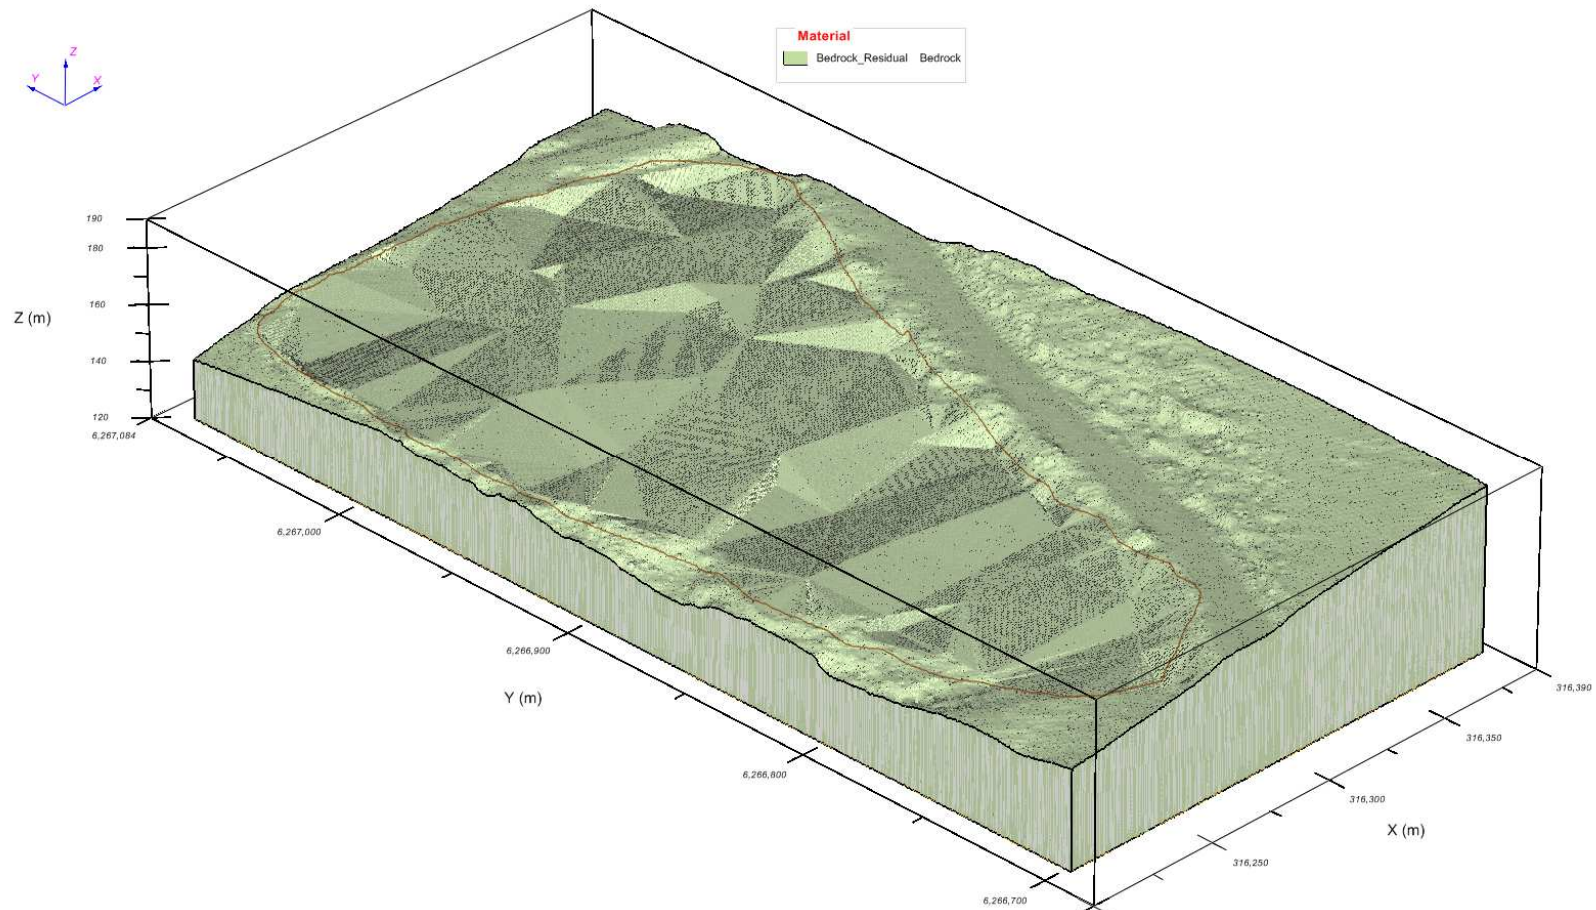 Material
Bedrock_Residual Bedrock
Z
Y
X
190
180
160
140
120
Z (m)
6,267,084
6,267,000
6,266,900
Y (m)
6,266,800
6,266,700
316,390
316,350
316,300
X (m)
316,250